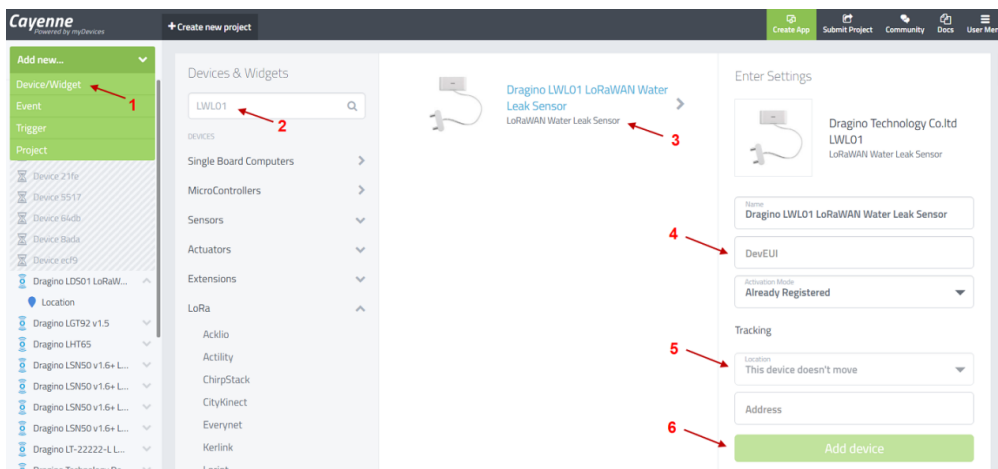 Cayenne
Powered by myDevices
+ Create new project
Create App
Submit Project
Community
Docs
User Men
Add new...
Device/Widget
Event
Trigger
Project
Device 21fe
Device 5517
Device 64db
Device 8ada
Device ecf9
Dragino LDS01 LoRaW...
Location
Dragino LGT92 v1.5
Dragino LHT65
Dragino LSN50 v1.6+ L...
Dragino LSN50 v1.6+ L...
Dragino LSN50 v1.6+ L...
Dragino LSN50 v1.6+ L...
Dragino LT-22222-L L...
1
Devices & Widgets
LWL01
2
DEVICES
Single Board Computers
MicroControllers
Sensors
Actuators
Extensions
LoRa
Acklio
Actility
ChirpStack
CityKinect
Everynet
Kerlink
Dragino LWL01 LoRaWAN Water
Leak Sensor
LoRaWAN Water Leak Sensor
3
Enter Settings
Dragino Technology Co.ltd
LWL01
LoRaWAN Water Leak Sensor
Name
Dragino LWL01 LoRaWAN Water Leak Sensor
4
DevEUI
Activation Mode
Already Registered
Tracking
5
Location
This device doesn't move
Address
6
Add device